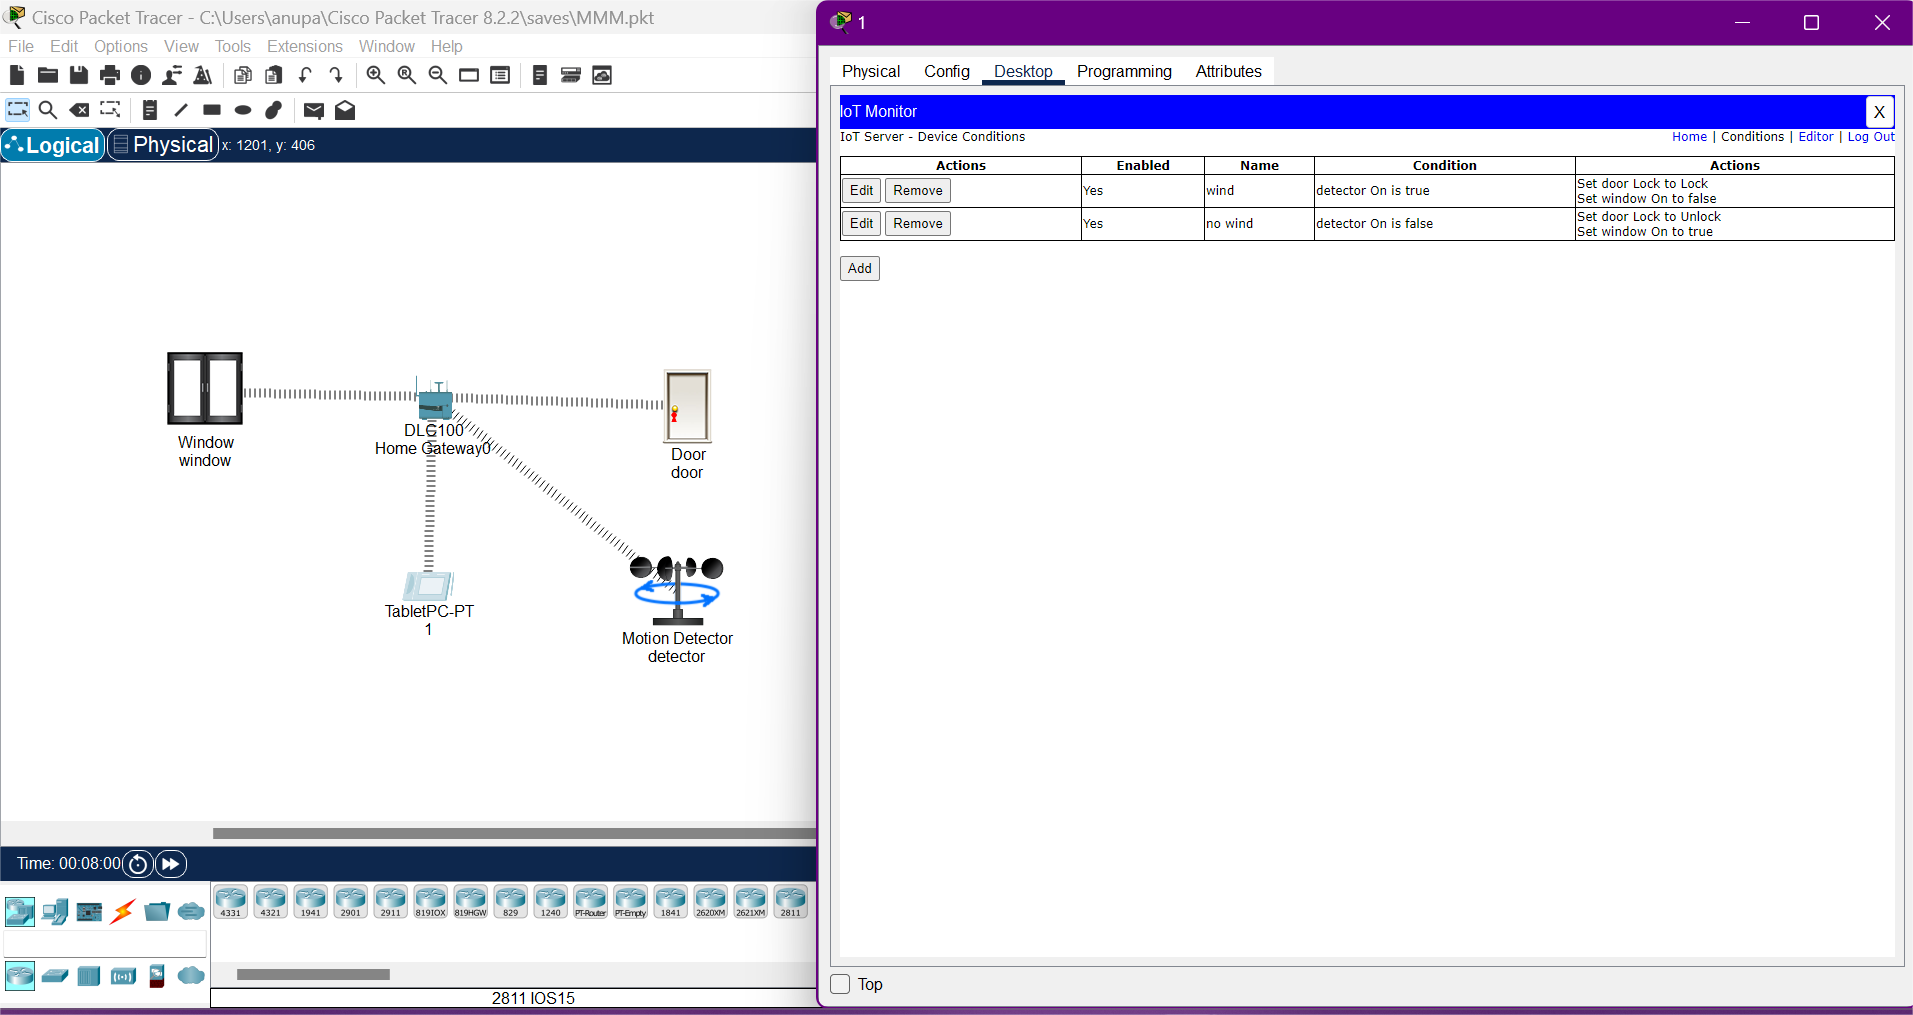 Cisco Packet Tracer - C:\Users\anupa\Cisco Packet Tracer 8.2.2\saves\MMM.pkt
File Edit Options View Tools Extensions Window Help
Logical Physical x: 1201, y: 406
Window
window
DLC100
Home Gateway0
Door
door
TabletPC-PT
1
Motion Detector
detector
Time: 00:08:00
4331 4321 1941 2901 2911 819IOX 819HGW 829 1240 PT-Router PT-Empty 1841 2620XM 2621XM 2811
2811 IOS15
1
Physical Config Desktop Programming Attributes
IoT Monitor X
IoT Server - Device Conditions Home | Conditions | Editor | Log Out
Actions Enabled Name Condition Actions
Edit Remove Yes wind detector On is true Set door Lock to Lock
Set window On to false
Edit Remove Yes no wind detector On is false Set door Lock to Unlock
Set window On to true
Add
Top